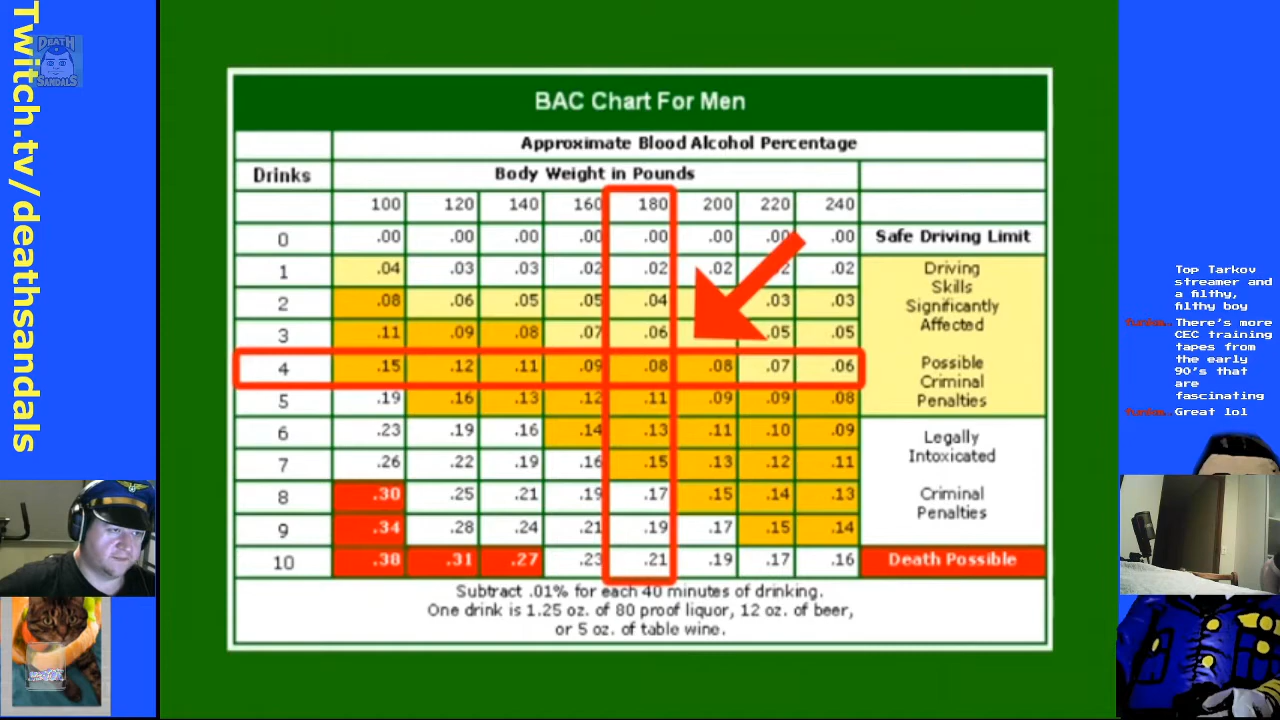 Twitch.tv/deathsandals
DEATH
SANDALS
BAC Chart For Men
Approximate Blood Alcohol Percentage
Drinks Body Weight in Pounds
100 120 140 160 180 200 220 240
0 .00 .00 .00 .00 .00 .00 .00 .00 Safe Driving Limit
1 .04 .03 .03 .02 .02 .02 .02
2 .08 .06 .05 .05 .04 .03 .03
3 .11 .09 .08 .07 .06 .05 .05
4 .15 .12 .11 .09 .08 .08 .07 .06
5 .19 .16 .13 .12 .11 .09 .09 .08
Driving
Skills
Significantly
Affected
Possible
Criminal
Penalties
6 .23 .19 .16 .14 .13 .11 .10 .09
7 .26 .22 .19 .16 .15 .13 .12 .11
8 .30 .25 .21 .19 .17 .15 .14 .13
9 .34 .28 .24 .21 .19 .17 .15 .14
Legally
Intoxicated
Criminal
Penalties
10 .38 .31 .27 .23 .21 .19 .17 .16 Death Possible
Subtract .01% for each 40 minutes of drinking.
One drink is 1.25 oz. of 80 proof liquor, 12 oz. of beer,
or 5 oz. of table wine.
Top Tarkov
streamer and
a filthy,
filthy boy
There's more
CEC training
tapes from
the early
90's that
are
fascinating
Great lol